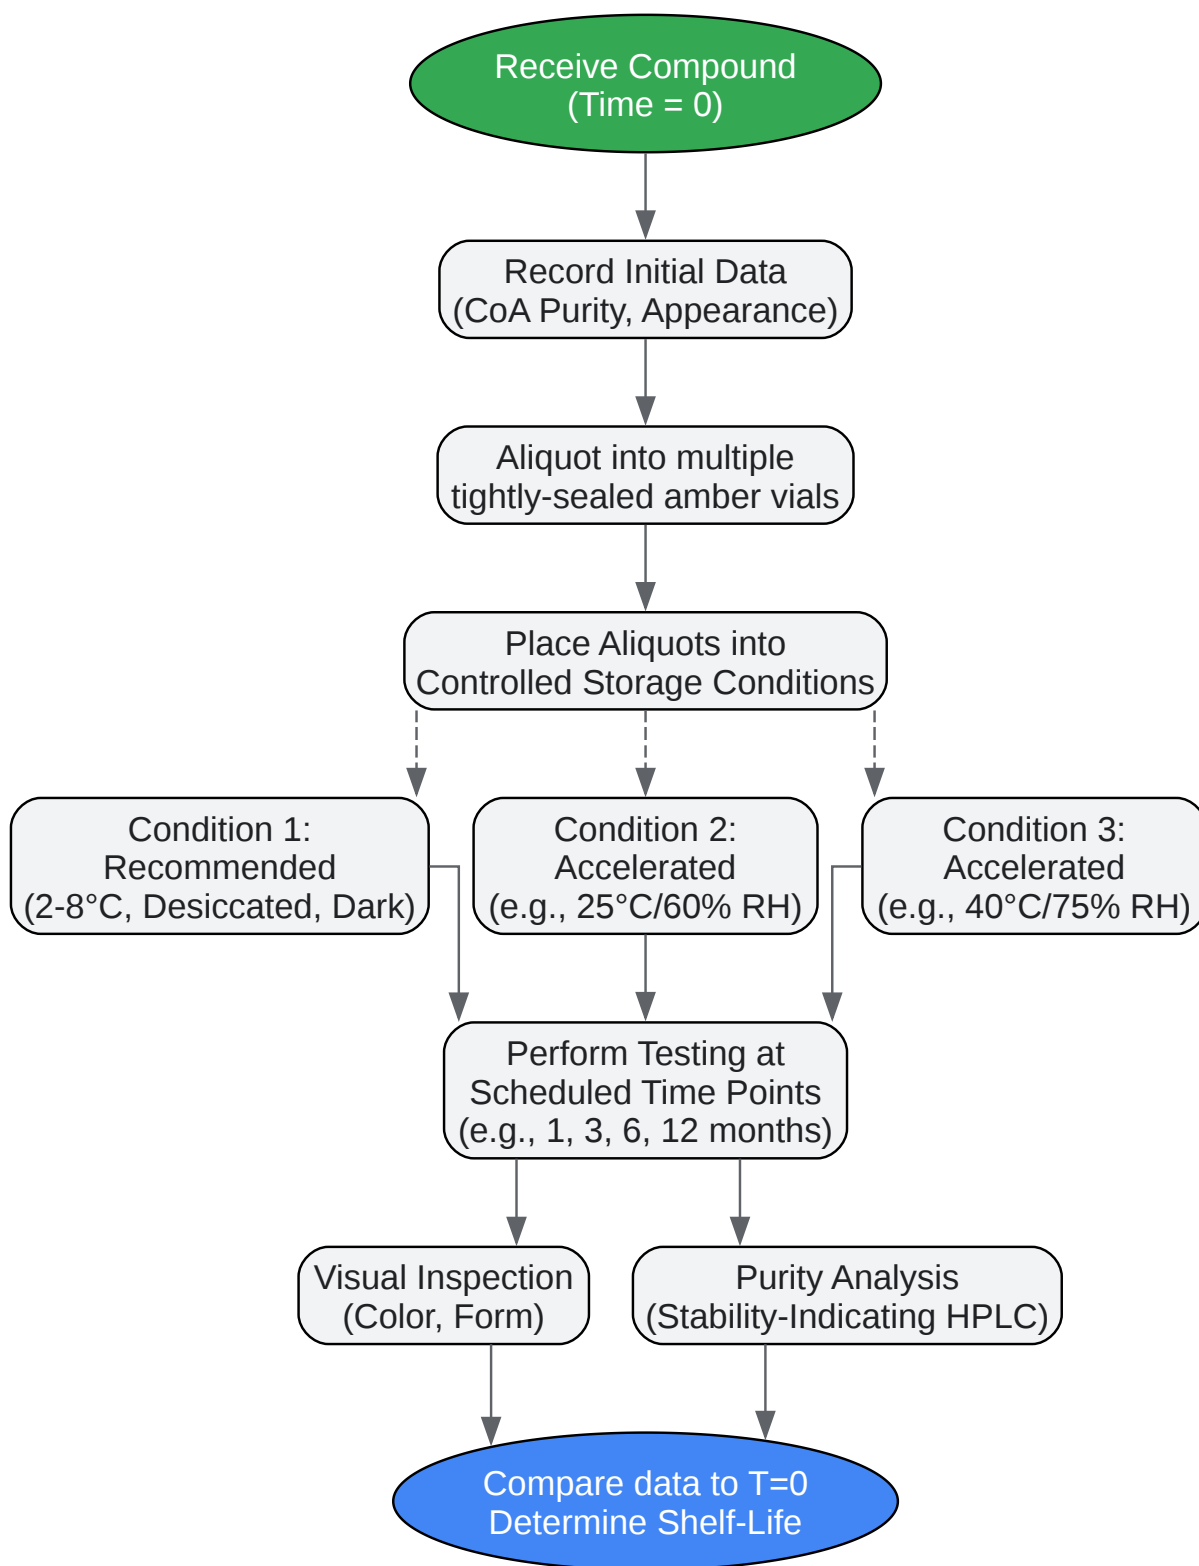 Receive Compound
(Time = 0)
Record Initial Data
(CoA Purity, Appearance)
Aliquot into multiple
tightly-sealed amber vials
Place Aliquots into
Controlled Storage Conditions
Condition 1:
Recommended
(2-8°C, Desiccated, Dark)
Condition 2:
Accelerated
(e.g., 25°C/60% RH)
Condition 3:
Accelerated
(e.g., 40°C/75% RH)
Perform Testing at
Scheduled Time Points
(e.g., 1, 3, 6, 12 months)
Visual Inspection
(Color, Form)
Purity Analysis
(Stability-Indicating HPLC)
Compare data to T=0
Determine Shelf-Life